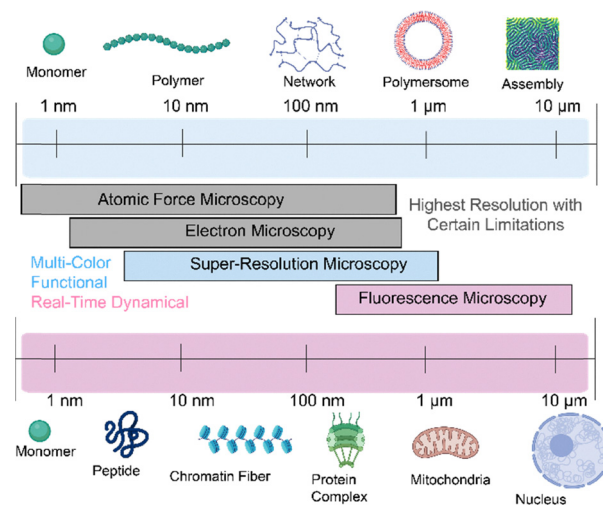 Monomer
Polymer
Network
Polymersome
Assembly
1 nm
10 nm
100 nm
1 µm
10 µm
Atomic Force Microscopy
Highest Resolution with
Certain Limitations
Electron Microscopy
Multi-Color
Functional
Super-Resolution Microscopy
Real-Time Dynamical
Fluorescence Microscopy
1 nm
10 nm
100 nm
1 µm
10 µm
Monomer
Peptide
Chromatin Fiber
Protein
Complex
Mitochondria
Nucleus